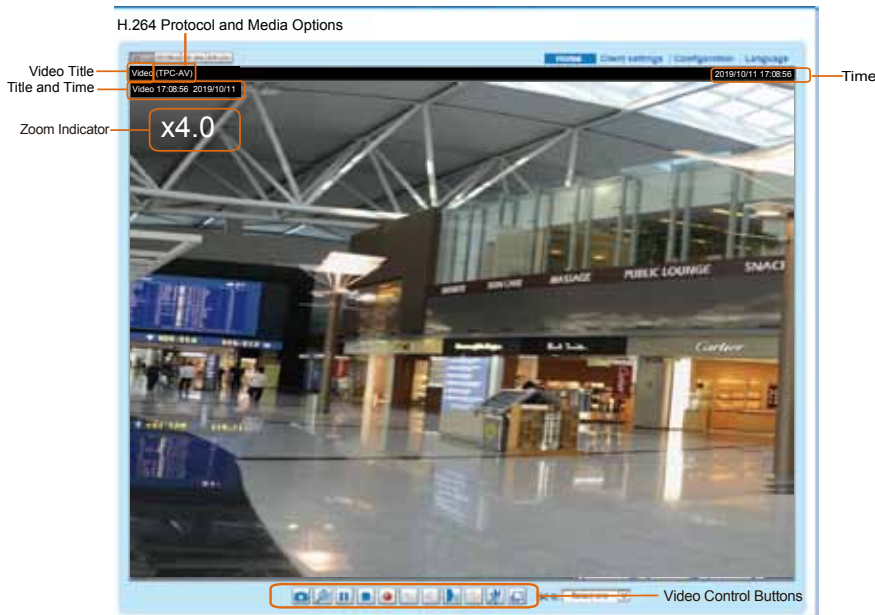 H.264 Protocol and Media Options
Home Client settings Configuration Language
Video Title
Video (TPC-AV)
2019/10/11 17:08:56
Time
Title and Time
Video 17:08:56 2019/10/11
Zoom Indicator
x4.0
MASSAGE PUBLIC LOUNGE SNACK
Cartier
Video Control Buttons